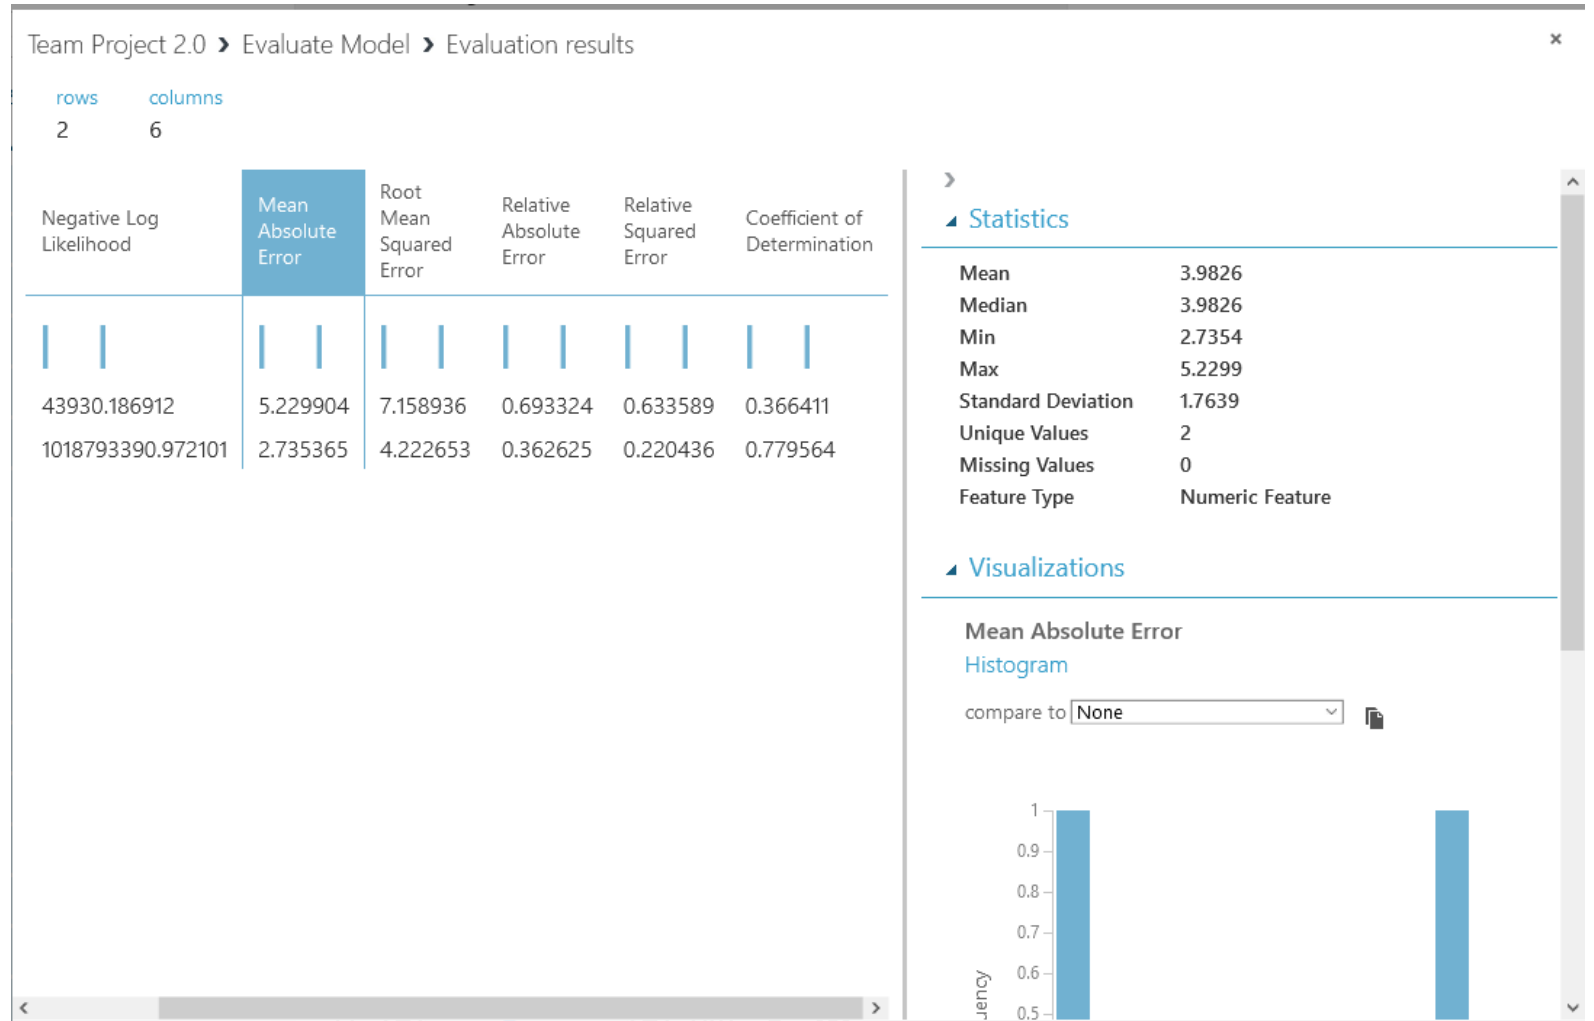 Team Project 2.0 › Evaluate Model › Evaluation results
×
rows columns
2 6
Negative Log
Likelihood
Mean
Absolute
Error
Root
Mean
Squared
Error
Relative
Absolute
Error
Relative
Squared
Error
Coefficient of
Determination
43930.186912 5.229904 7.158936 0.693324 0.633589 0.366411
1018793390.972101 2.735365 4.222653 0.362625 0.220436 0.779564
Statistics
Mean 3.9826
Median 3.9826
Min 2.7354
Max 5.2299
Standard Deviation 1.7639
Unique Values 2
Missing Values 0
Feature Type Numeric Feature
Visualizations
Mean Absolute Error
Histogram
compare to None
1
0.9
0.8
0.7
0.6
0.5